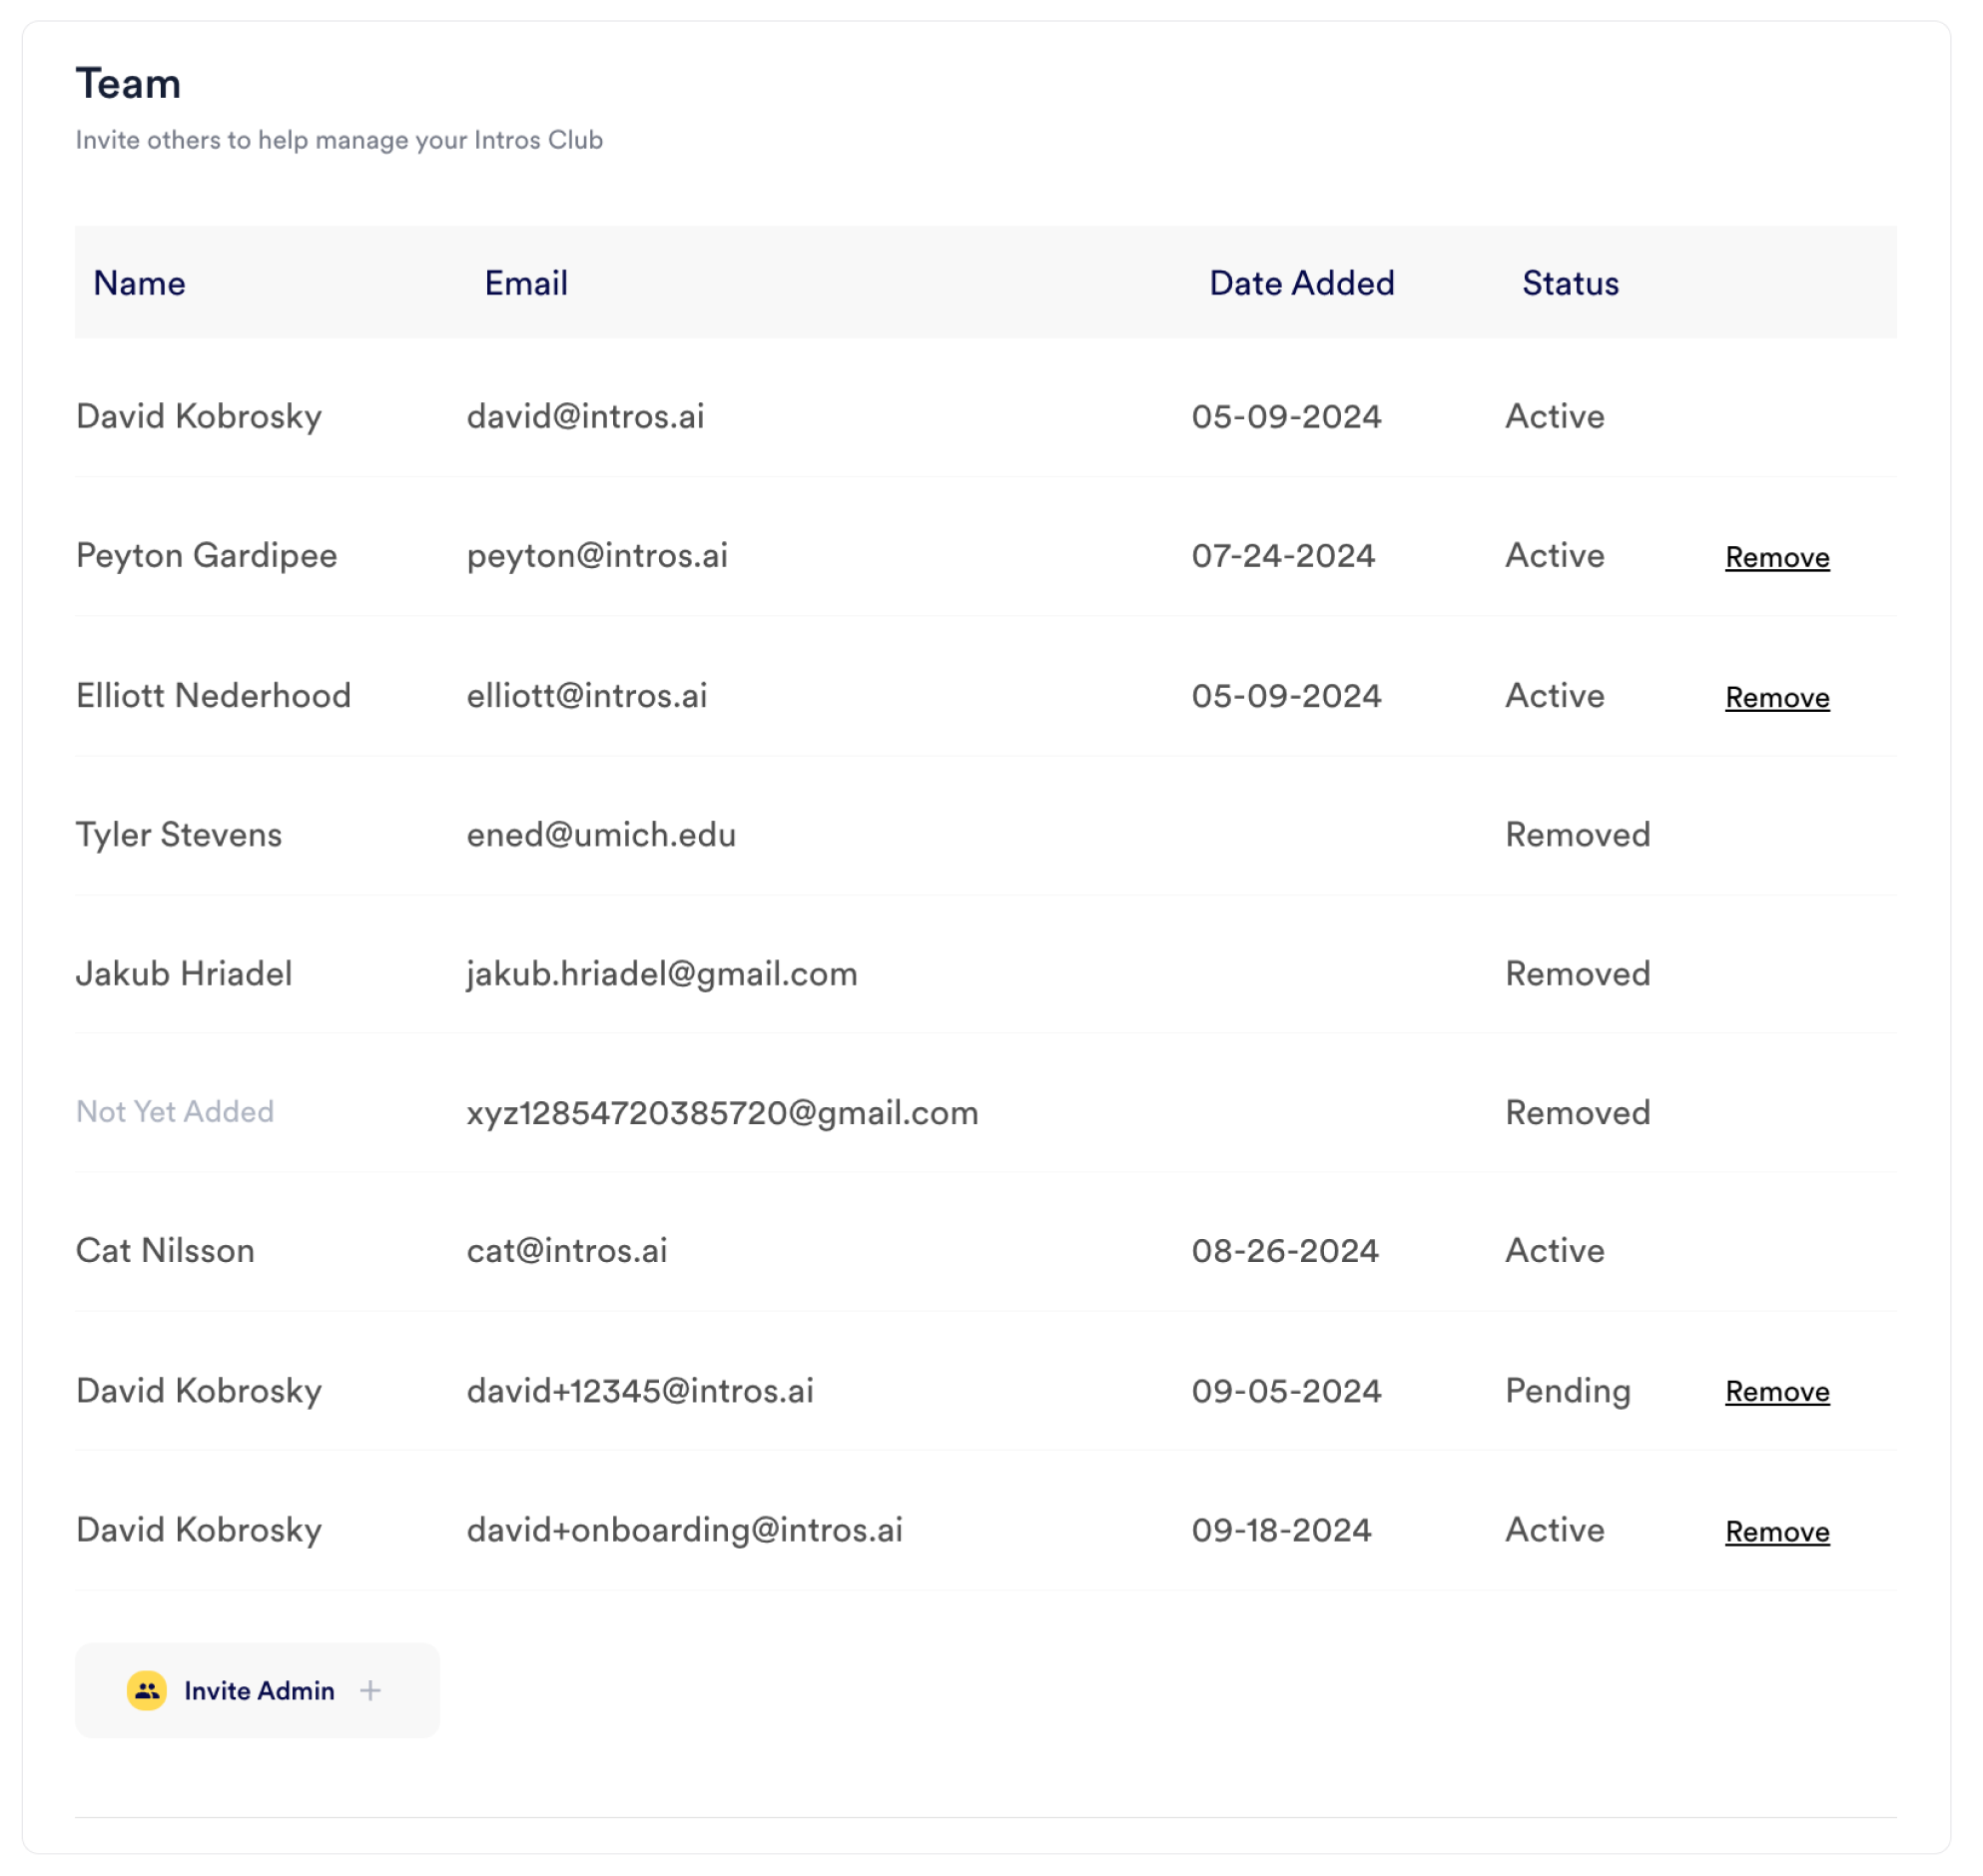 Team
Invite others to help manage your Intros Club
Name Email Date Added Status
David Kobrosky david@intros.ai 05-09-2024 Active
Peyton Gardipee peyton@intros.ai 07-24-2024 Active Remove
Elliott Nederhood elliott@intros.ai 05-09-2024 Active Remove
Tyler Stevens ened@umich.edu Removed
Jakub Hriadel jakub.hriadel@gmail.com Removed
Not Yet Added xyz12854720385720@gmail.com Removed
Cat Nilsson cat@intros.ai 08-26-2024 Active
David Kobrosky david+12345@intros.ai 09-05-2024 Pending Remove
David Kobrosky david+onboarding@intros.ai 09-18-2024 Active Remove
Invite Admin +